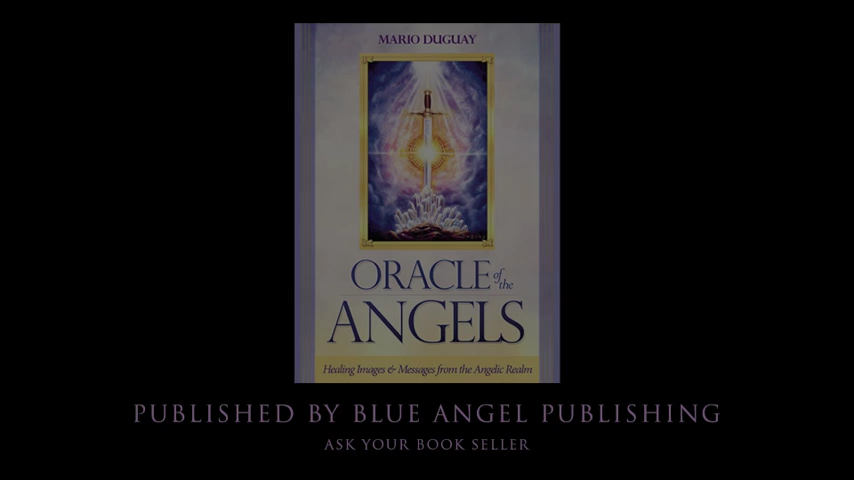 MARIO DUGUAY
ORACLE of the
ANGELS
Healing Images & Messages from the Angelic Realm
PUBLISHED BY BLUE ANGEL PUBLISHING
ASK YOUR BOOK SELLER